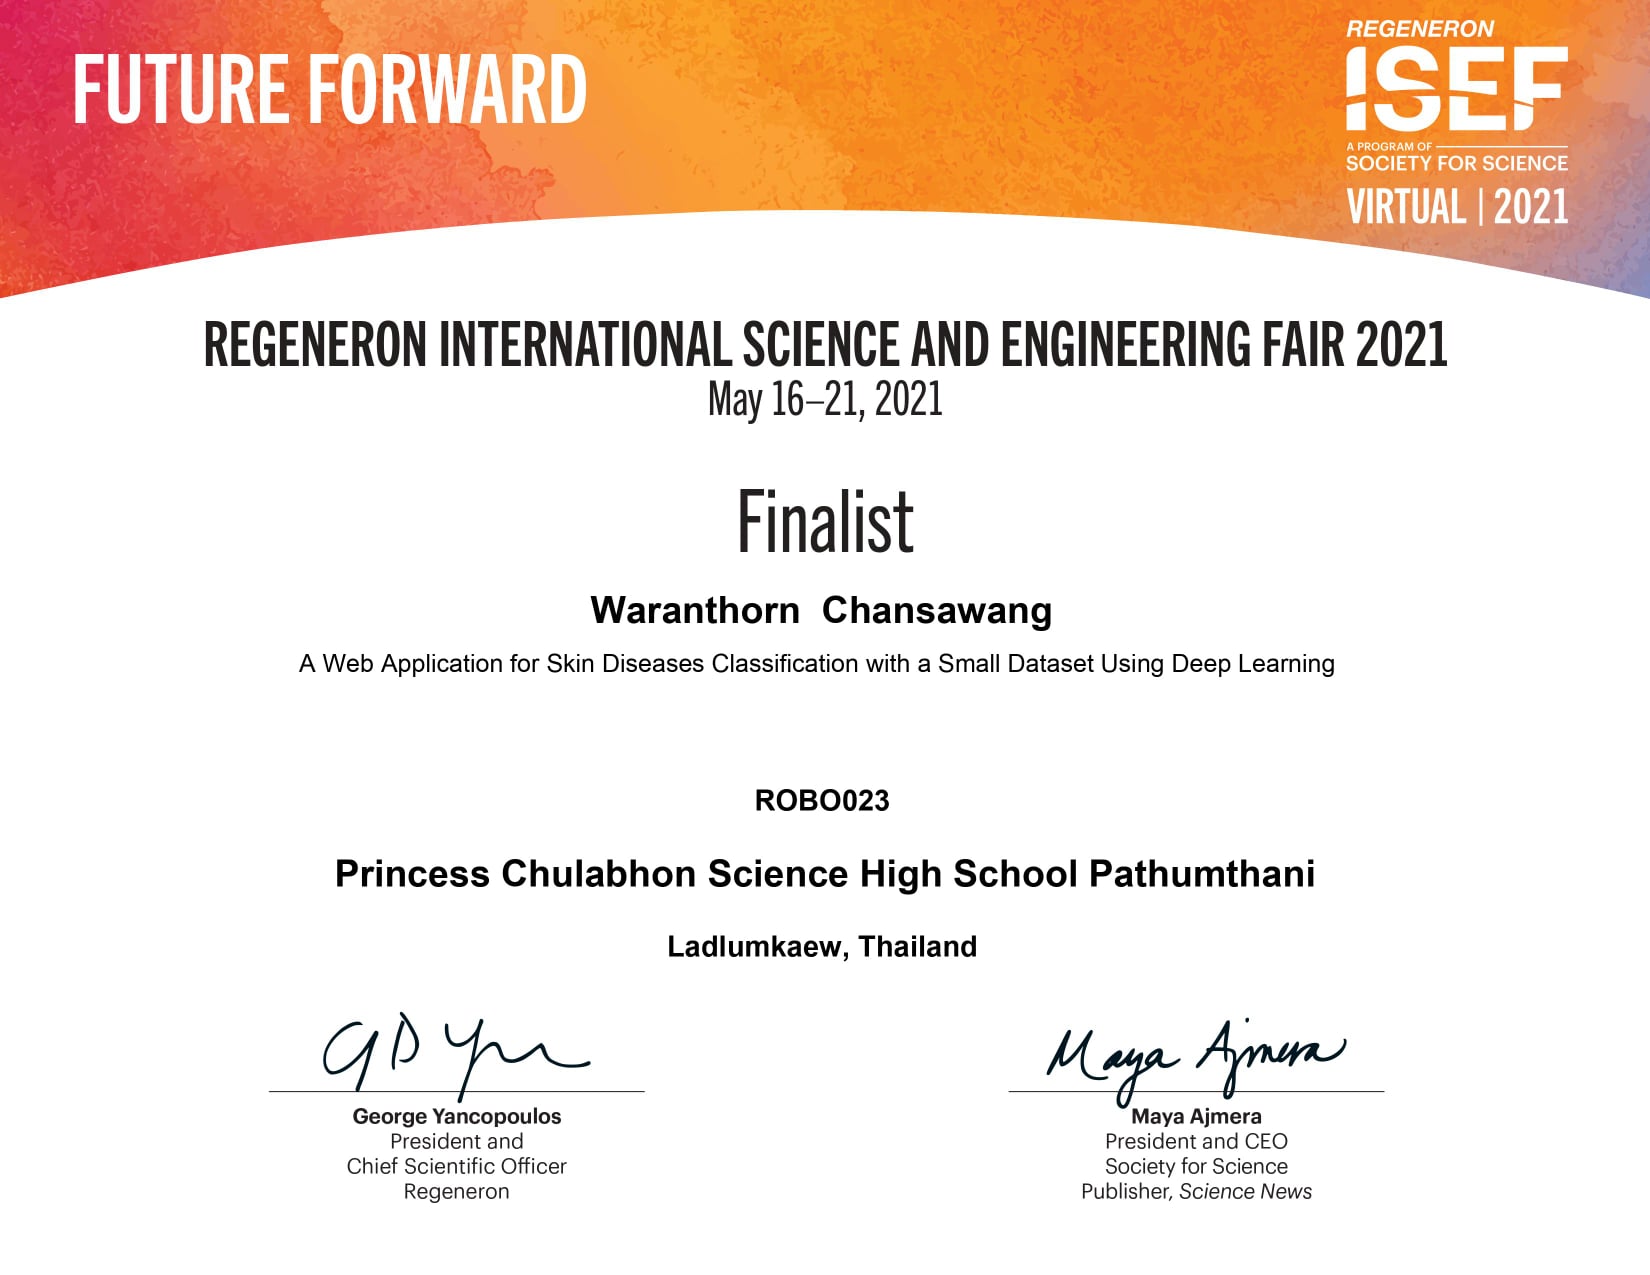 FUTURE FORWARD
REGENERON
ISEF
A PROGRAM OF
SOCIETY FOR SCIENCE
VIRTUAL | 2021
REGENERON INTERNATIONAL SCIENCE AND ENGINEERING FAIR 2021
May 16–21, 2021
Finalist
Waranthorn Chansawang
A Web Application for Skin Diseases Classification with a Small Dataset Using Deep Learning
ROBO023
Princess Chulabhon Science High School Pathumthani
Ladlumkaew, Thailand
Maya Ajmera
George Yancopoulos
President and
Chief Scientific Officer
Regeneron
Maya Ajmera
President and CEO
Society for Science
Publisher, Science News